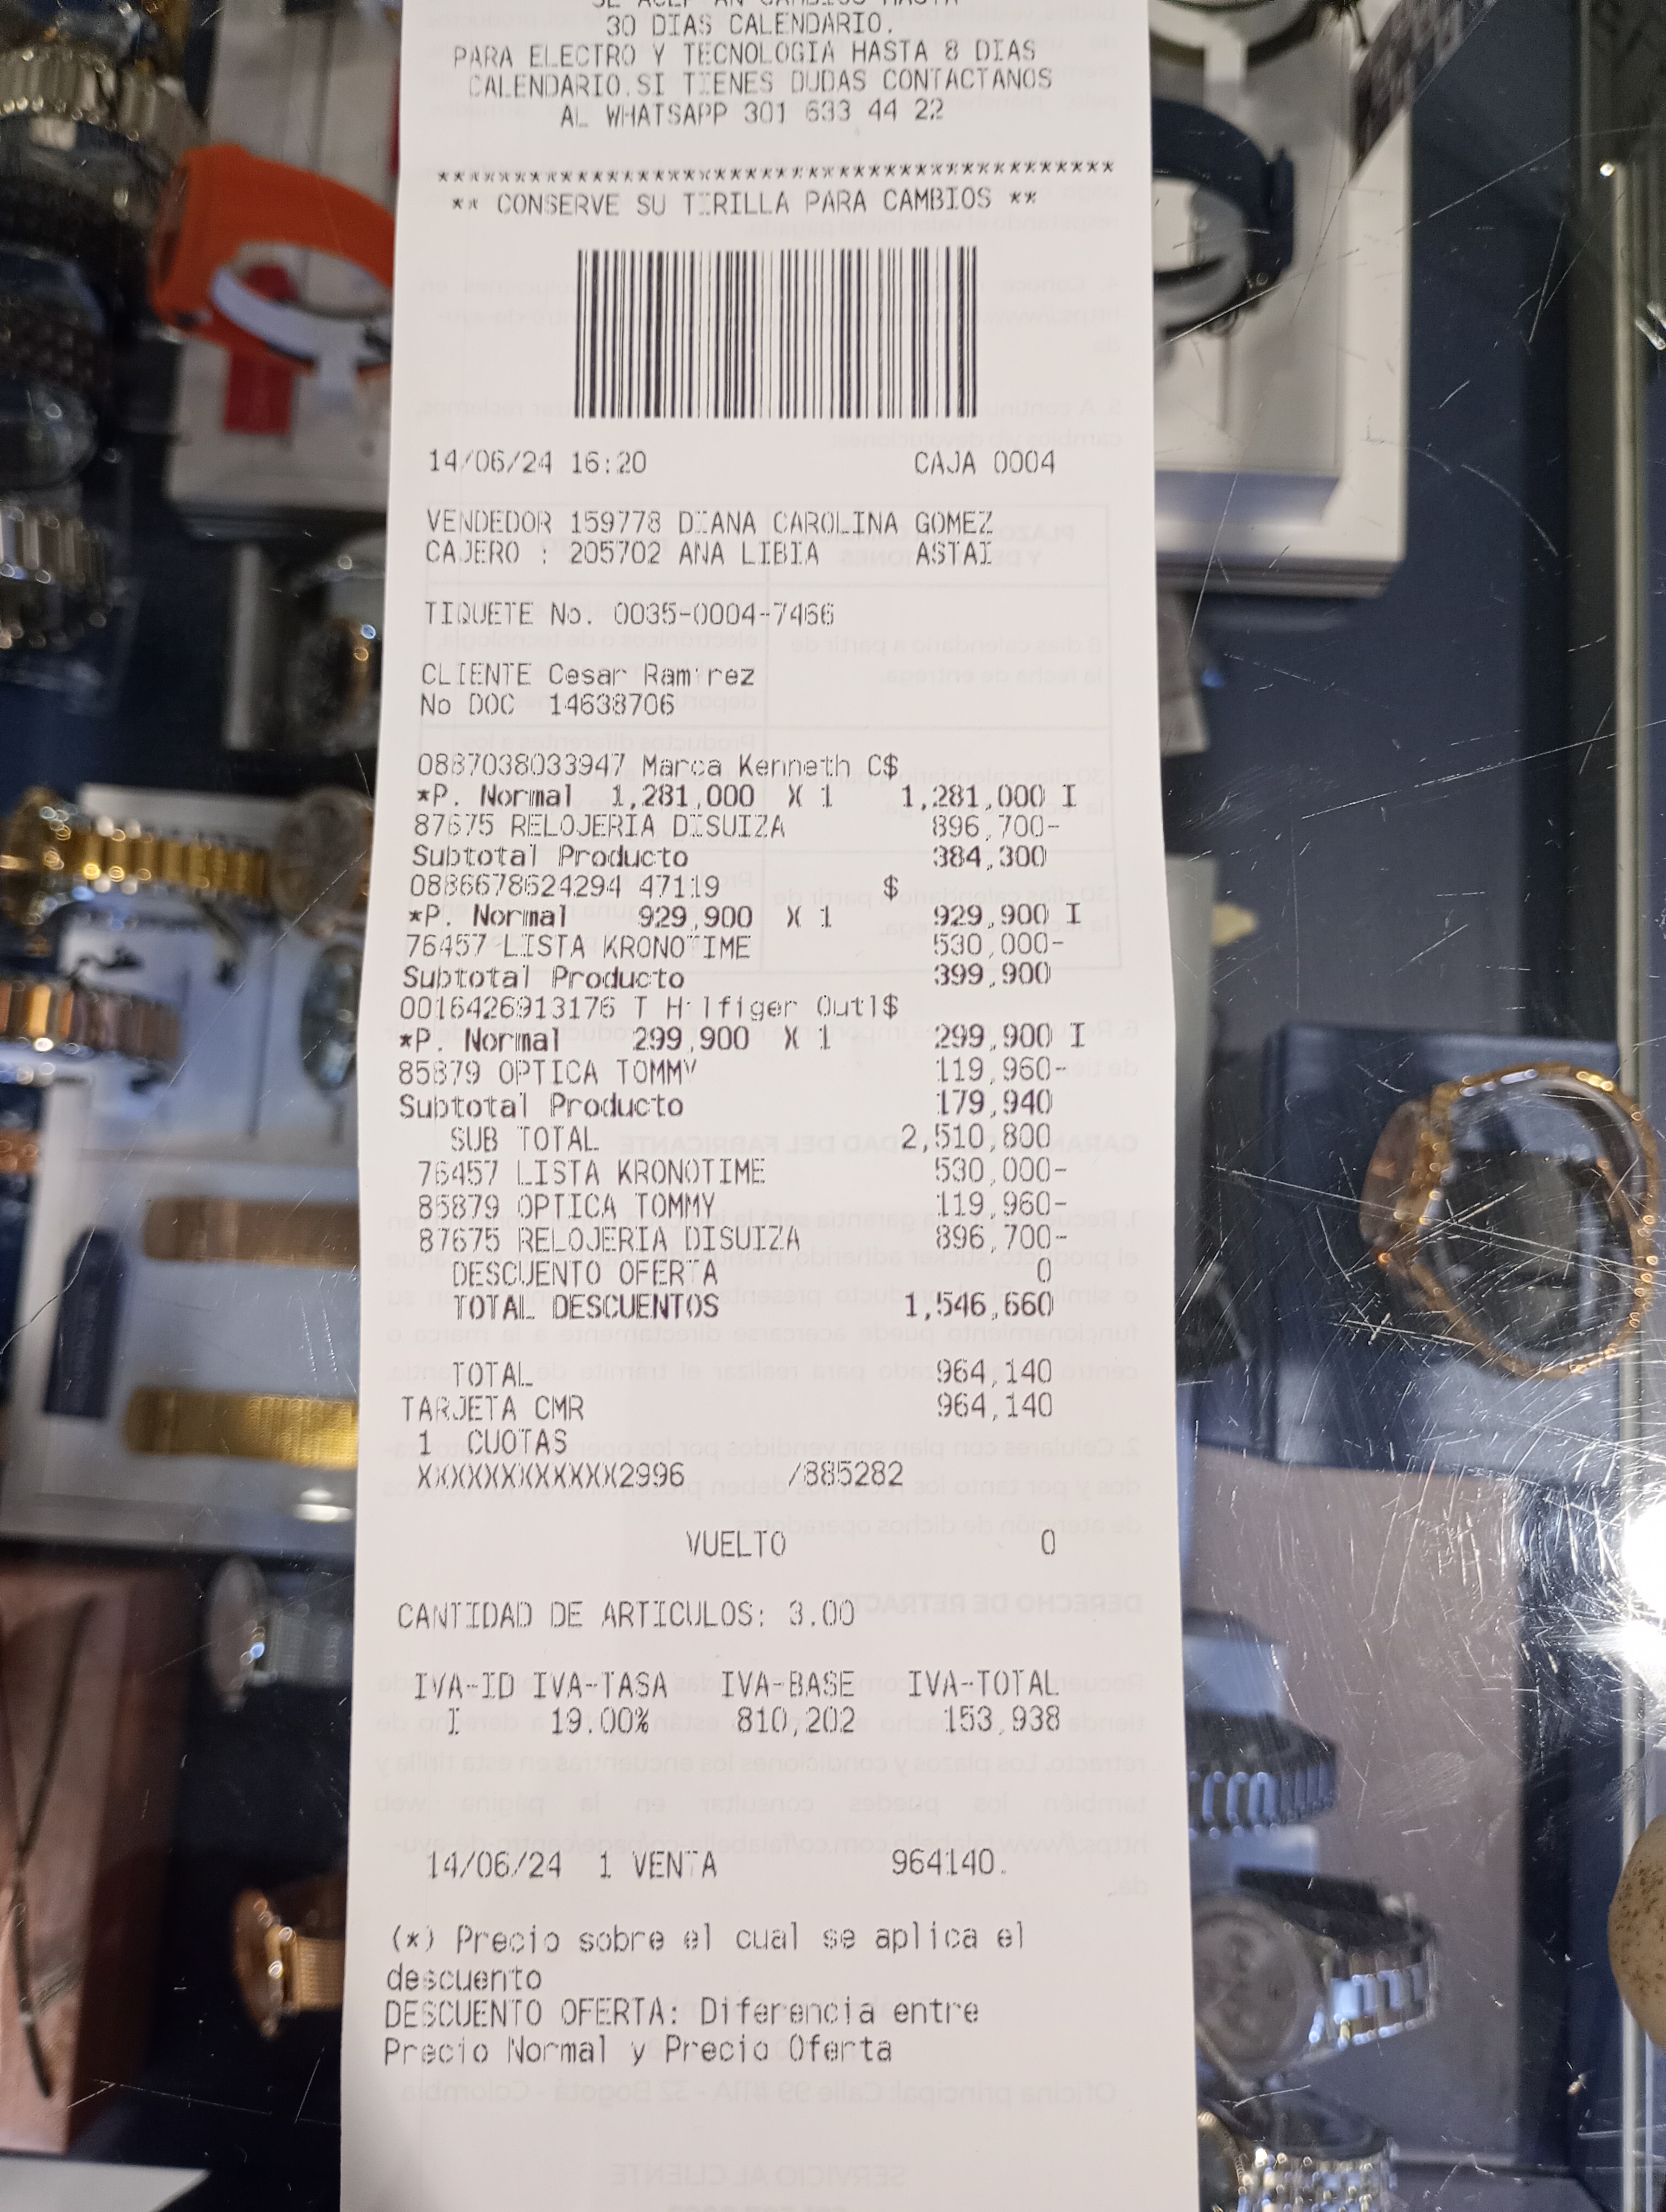 30 DIAS CALENDARIO.
PARA ELECTRO Y TECNOLOGIA HASTA 8 DIAS
CALENDARIO.SI TIENES DUDAS CONTACTANOS
AL WHATSAPP 301 633 44 22
********************************************
** CONSERVE SU TIRILLA PARA CAMBIOS **
14/06/24 16:20 CAJA 0004
VENDEDOR 159778 DIANA CAROLINA GOMEZ
CAJERO : 205702 ANA LIBIA ASTAI
TIQUETE No. 0035-0004-7466
CLIENTE Cesar Ramirez
No DOC 14638706
0887038033947 Marca Kenneth C$
*P. Normal 1,281,000 X 1 1,281,000 I
87675 RELOJERIA DISUIZA 896,700-
Subtotal Producto 384,300
0886678624294 47119 $
*P. Normal 929,900 X 1 929,900 I
76457 LISTA KRONOTIME 530,000-
Subtotal Producto 399,900
0016426913176 T Hilfiger Outl$
*P. Normal 299,900 X 1 299,900 I
85879 OPTICA TOMMY 119,960-
Subtotal Producto 179,940
SUB TOTAL 2,510,800
76457 LISTA KRONOTIME 530,000-
85879 OPTICA TOMMY 119,960-
87675 RELOJERIA DISUIZA 896,700-
DESCUENTO OFERTA 0
TOTAL DESCUENTOS 1,546,660
TOTAL 964,140
TARJETA CMR 964,140
1 CUOTAS
XXXXXXXXXXXX2996 /885282
VUELTO 0
CANTIDAD DE ARTICULOS: 3.00
IVA-ID IVA-TASA IVA-BASE IVA-TOTAL
I 19.00% 810,202 153,938
14/06/24 1 VENTA 964140.
(*) Precio sobre el cual se aplica el
descuento
DESCUENTO OFERTA: Diferencia entre
Precio Normal y Precio Oferta